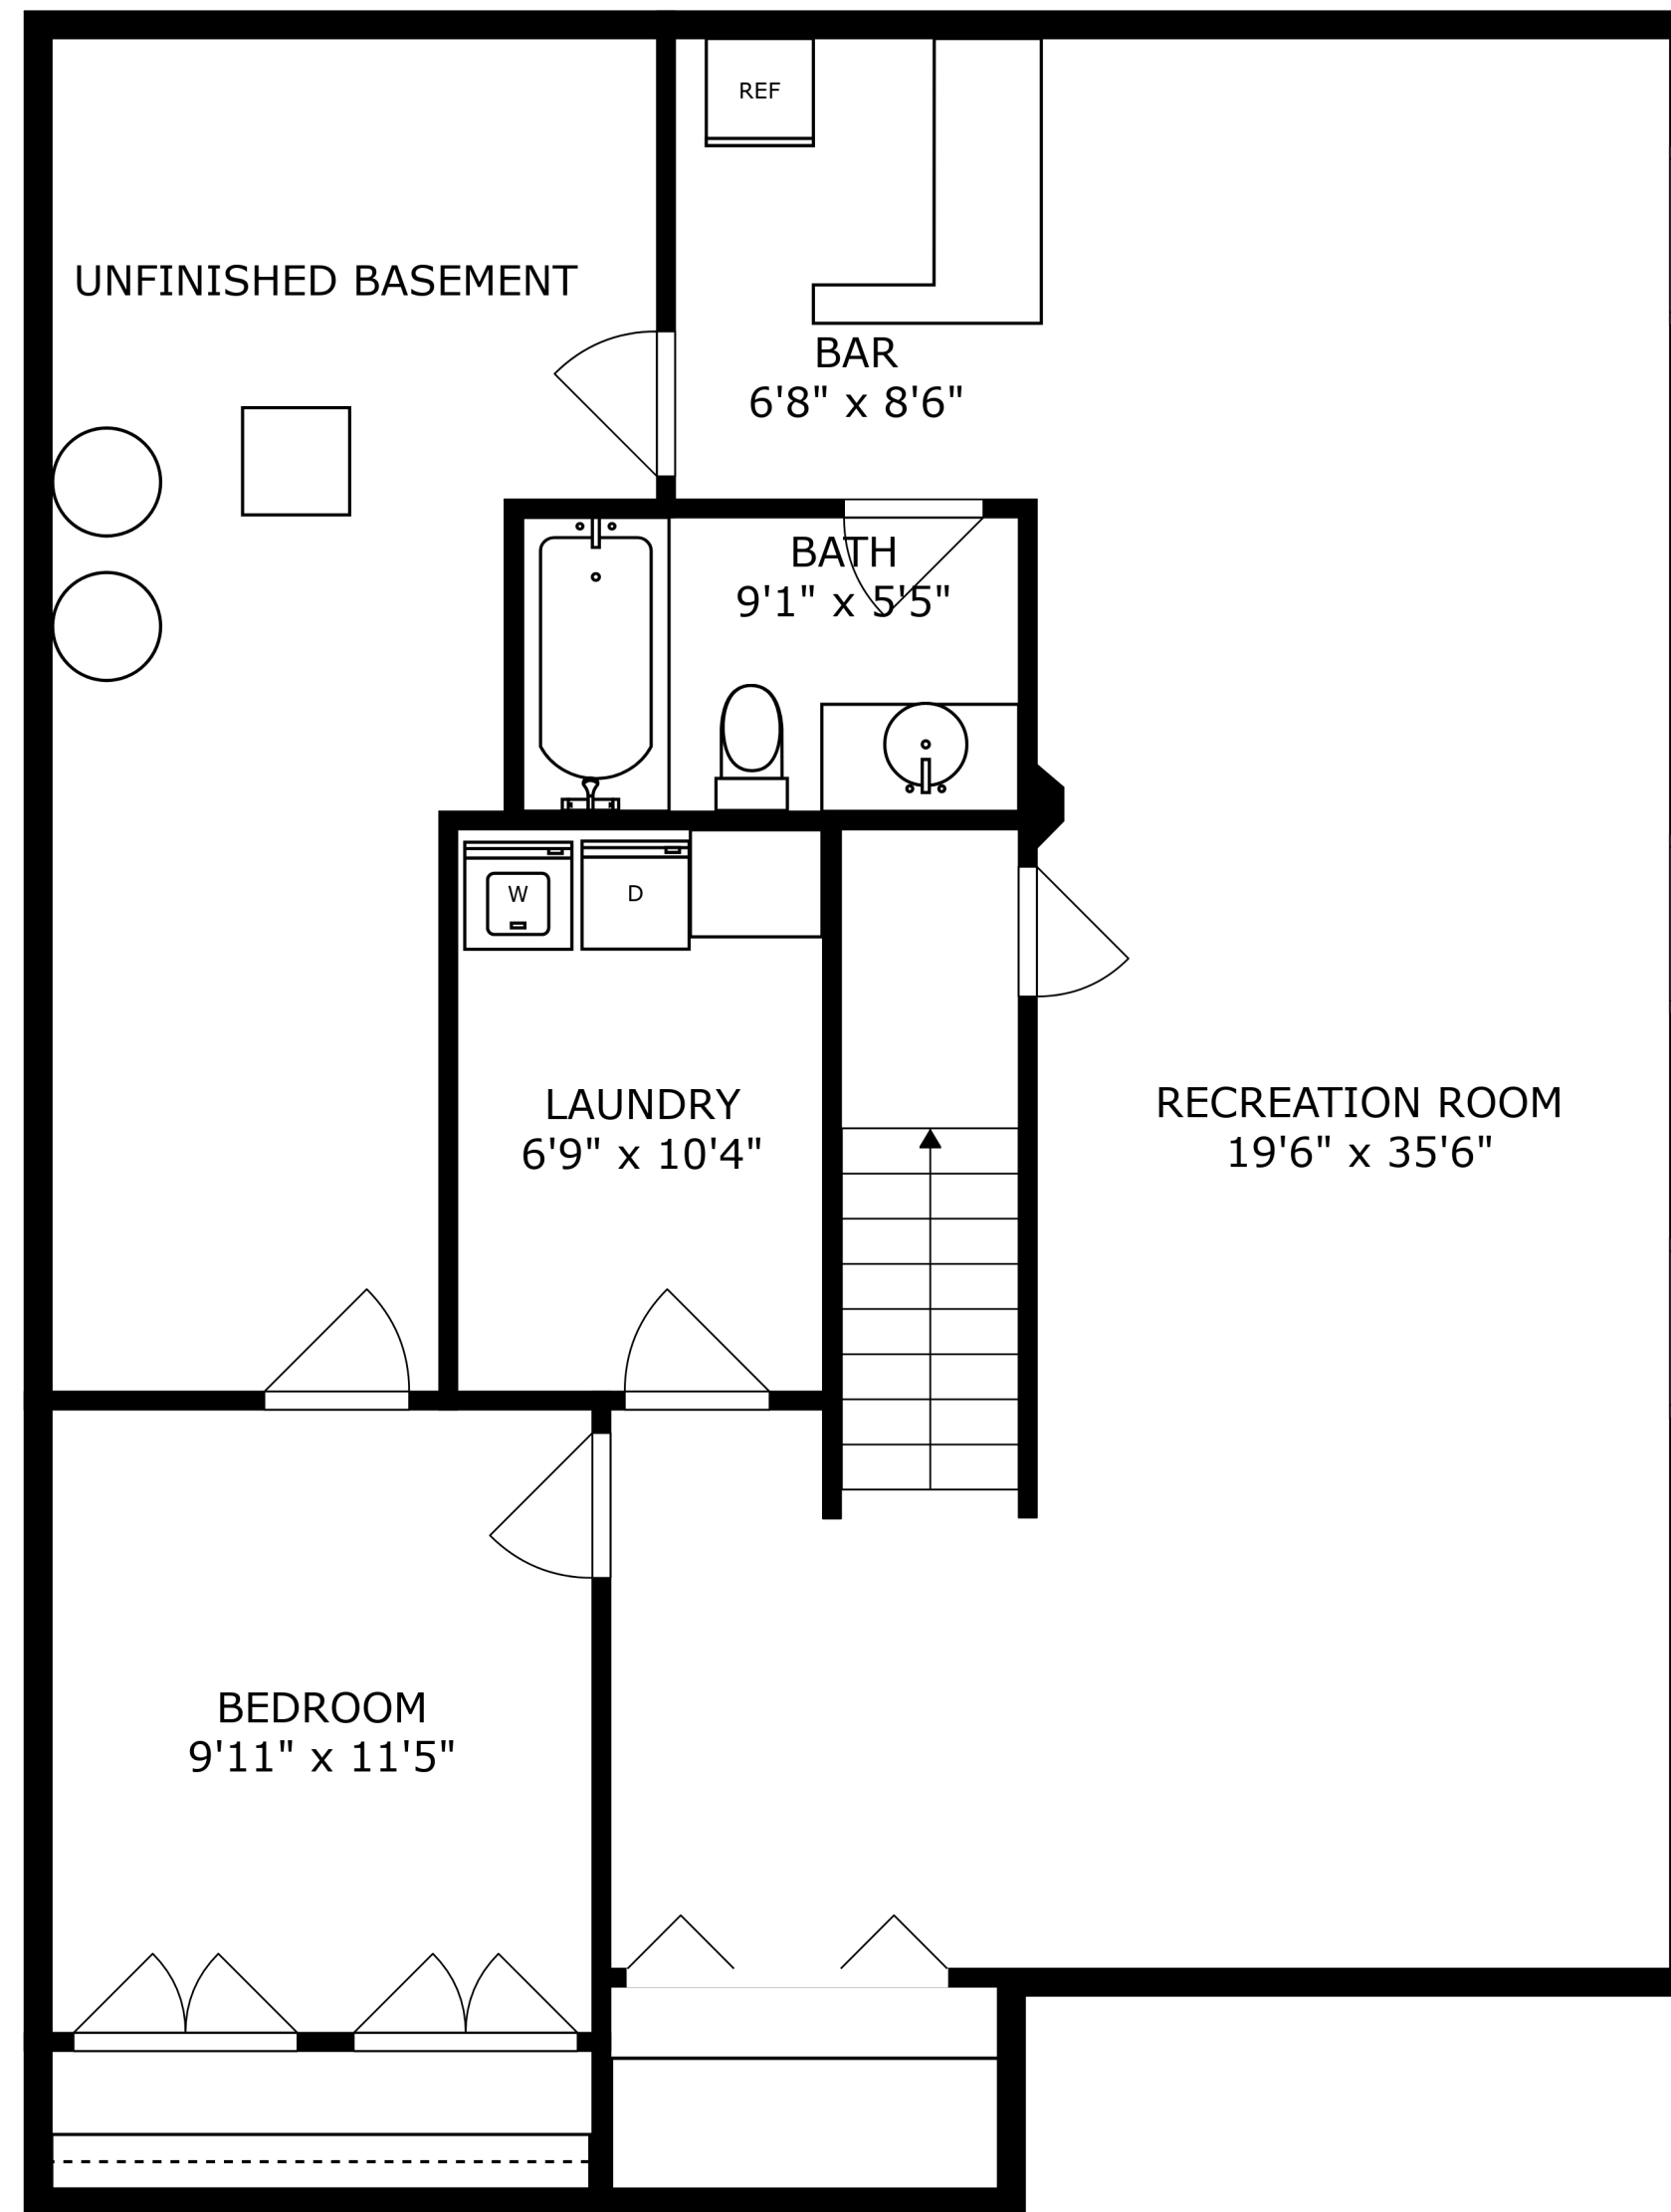 REF
UNFINISHED BASEMENT
BAR
6'8" x 8'6"
BATH
9'1" x 5'5"
W
D
LAUNDRY
6'9" x 10'4"
RECREATION ROOM
19'6" x 35'6"
BEDROOM
9'11" x 11'5"